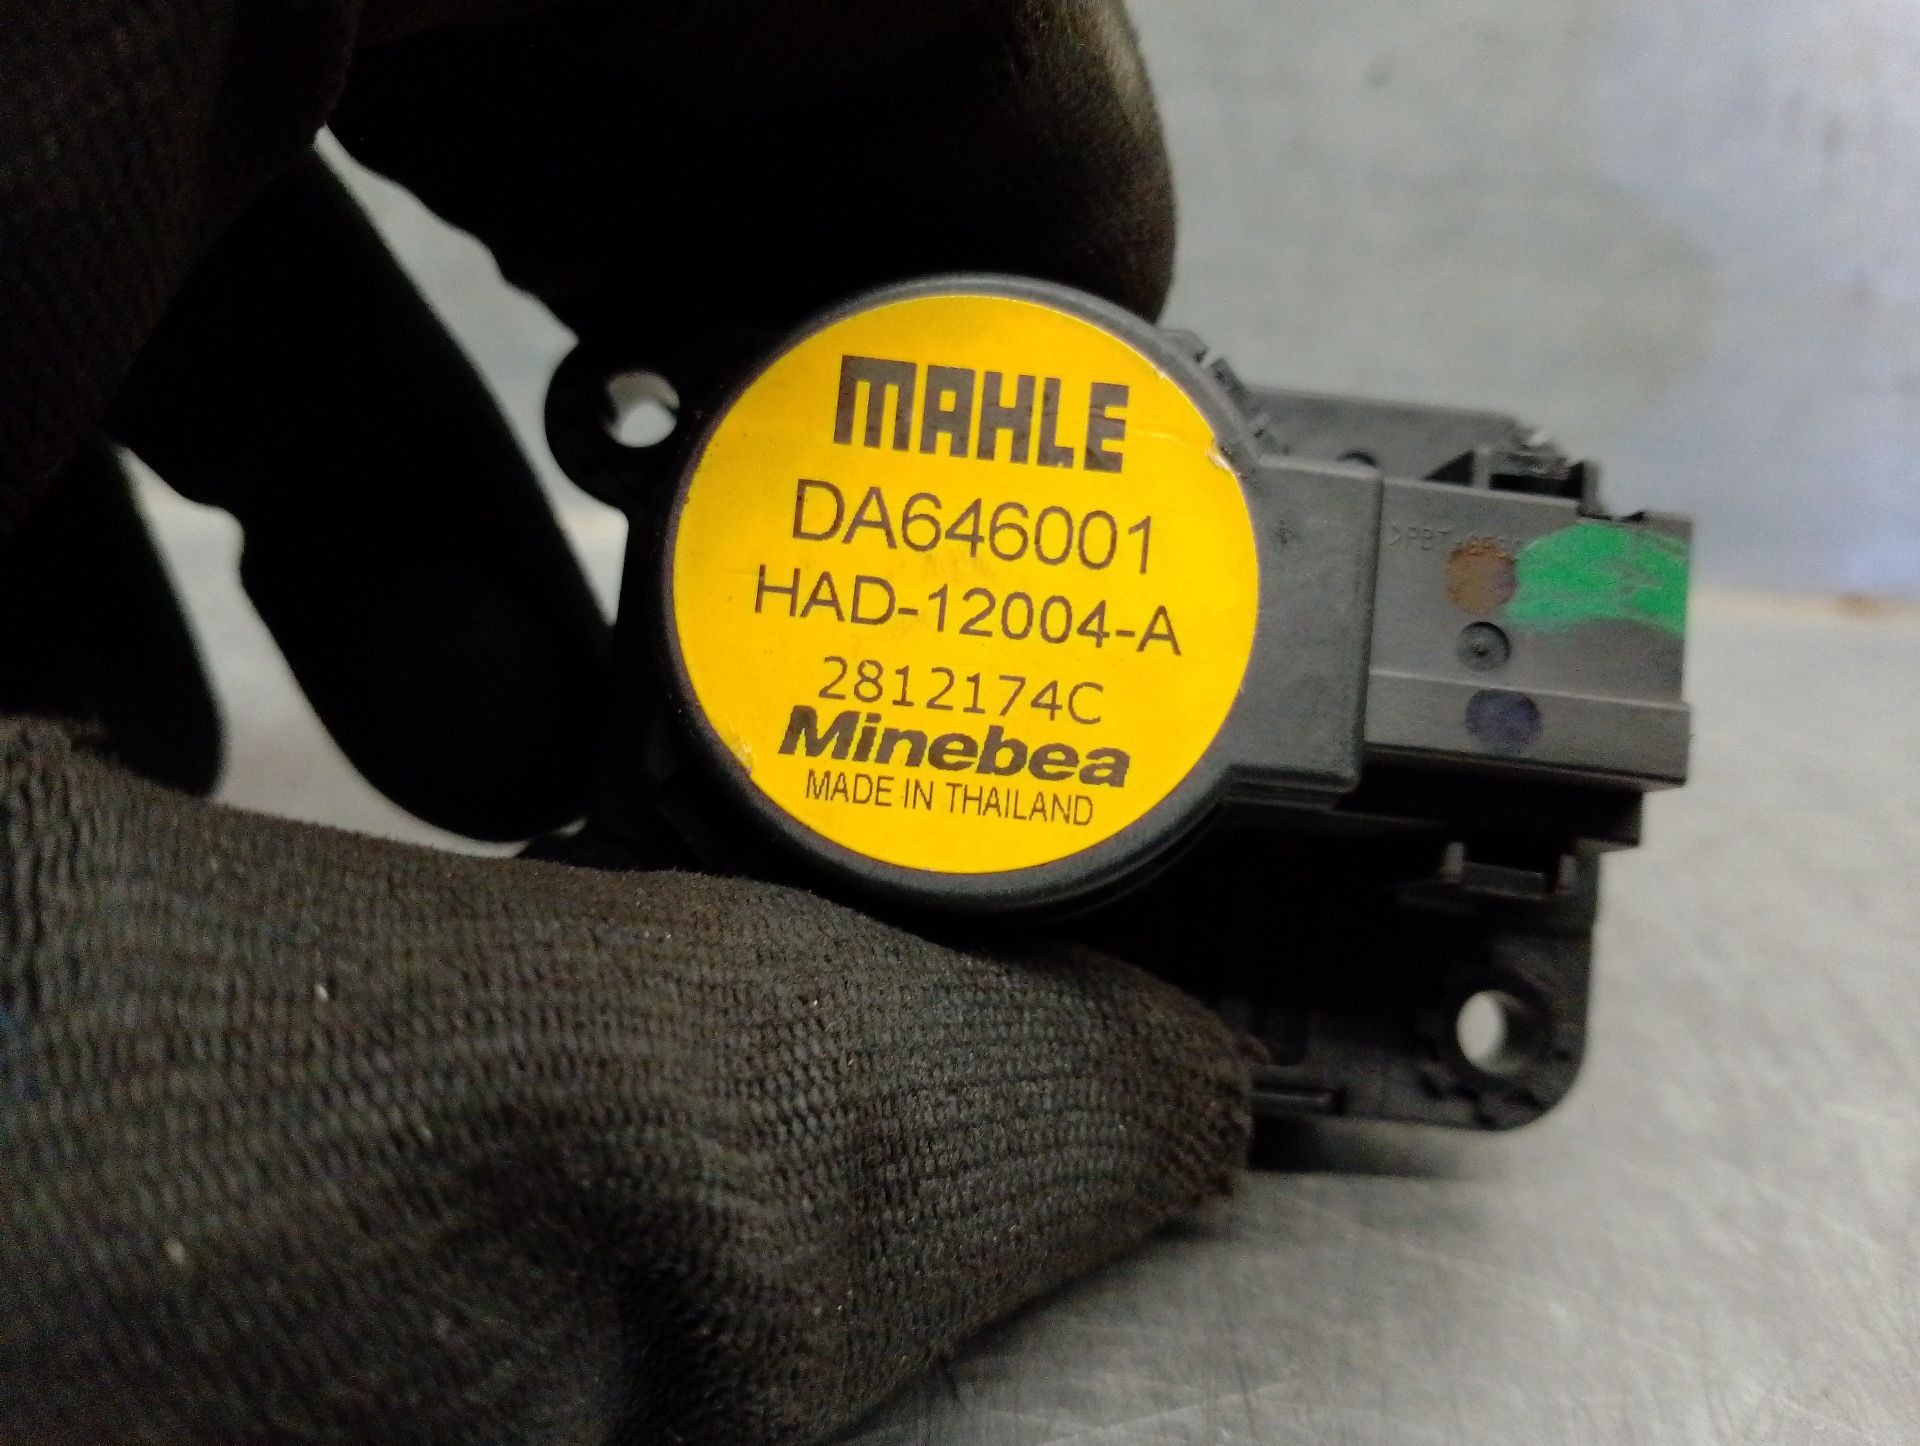 MAHLE
DA646001
HAD-12004-A
2812174C
Minebea
MADE IN THAILAND